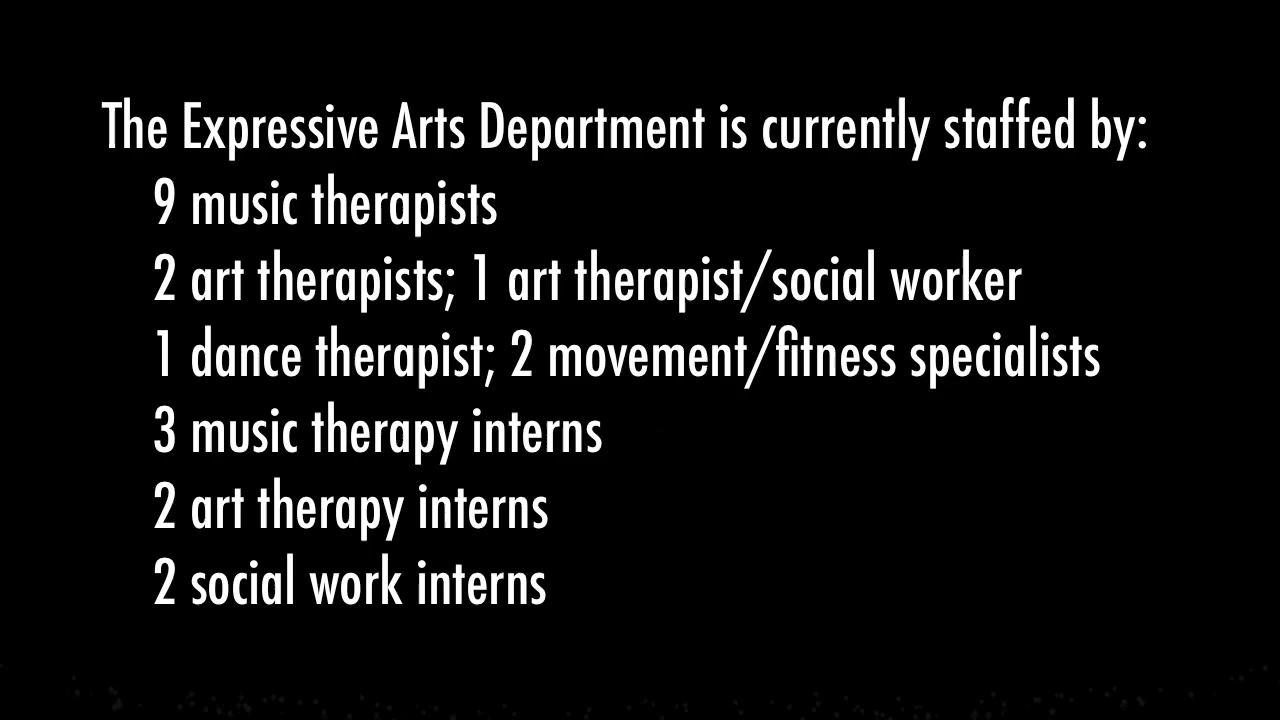 The Expressive Arts Department is currently staffed by:
9 music therapists
2 art therapists; 1 art therapist/social worker
1 dance therapist; 2 movement/fitness specialists
3 music therapy interns
2 art therapy interns
2 social work interns